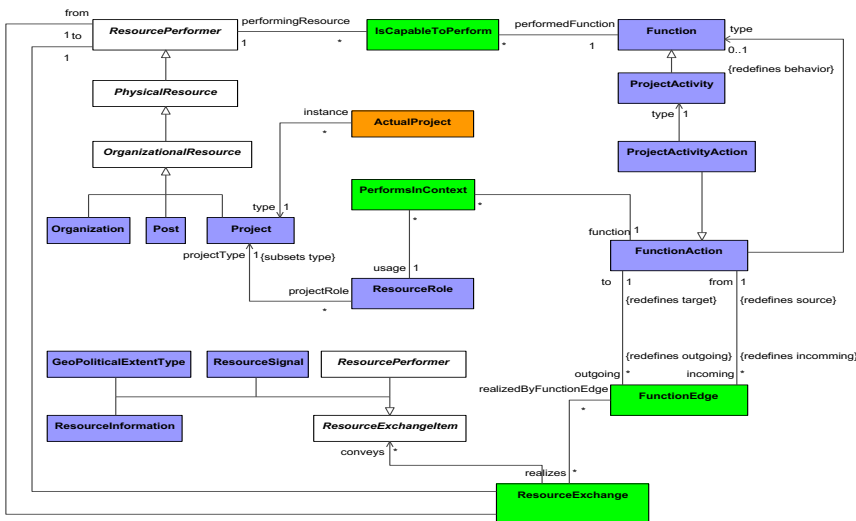 from
performingResource
performedFunction
type
ResourcePerformer
IsCapableToPerform
Function
1 to
1
*
*
1
0..1
1
{redefines behavior}
ProjectActivity
PhysicalResource
instance
type 1
ActualProject
*
OrganizationalResource
ProjectActivityAction
PerformsInContext
type 1
*
*
Organization
Post
Project
function 1
projectType 1 {subsets type}
FunctionAction
usage 1
to 1
from 1
projectRole
ResourceRole
*
{redefines target}
{redefines source}
GeoPoliticalExtentType
ResourceSignal
ResourcePerformer
{redefines outgoing}
{redefines incomming}
outgoing *
incoming *
realizedByFunctionEdge
FunctionEdge
*
ResourceInformation
ResourceExchangeItem
conveys *
realizes *
ResourceExchange